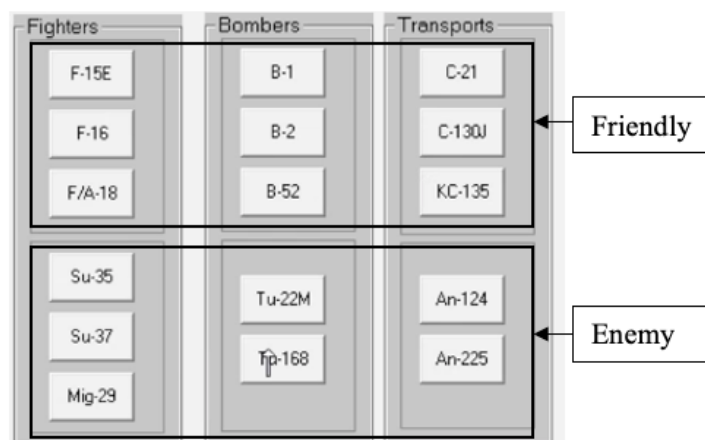 Fighters Bombers Transports
F-15E B-1 C-21
F-16 B-2 C-130J
F/A-18 B-52 KC-135
Friendly
Su-35 Tu-22M An-124
Su-37 An-225
Mig-29
Enemy